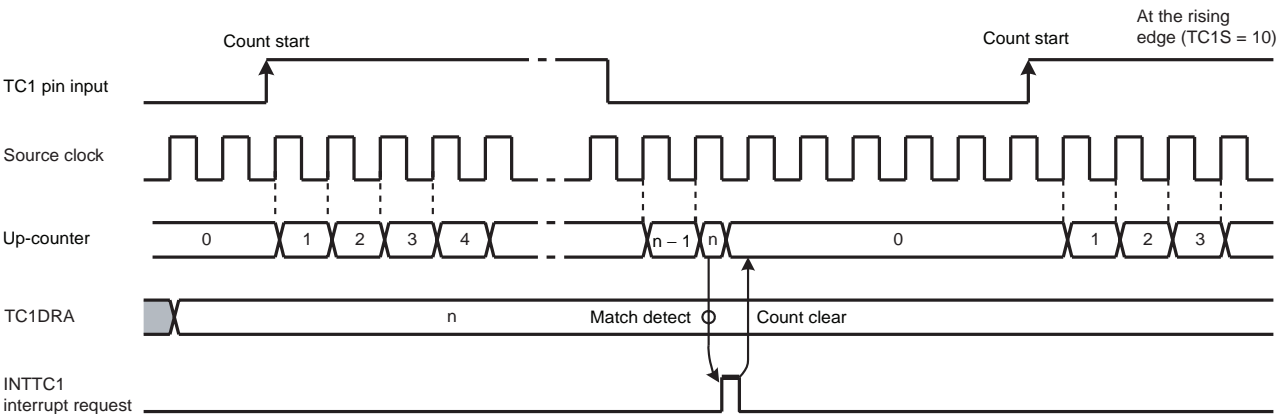 At the rising
edge (TC1S = 10)
Count start
Count start
TC1 pin input
Source clock
Up-counter
0 1 2 3 4 n – 1 n 0 1 2 3
TC1DRA
n Match detect Count clear
INTTC1
interrupt request